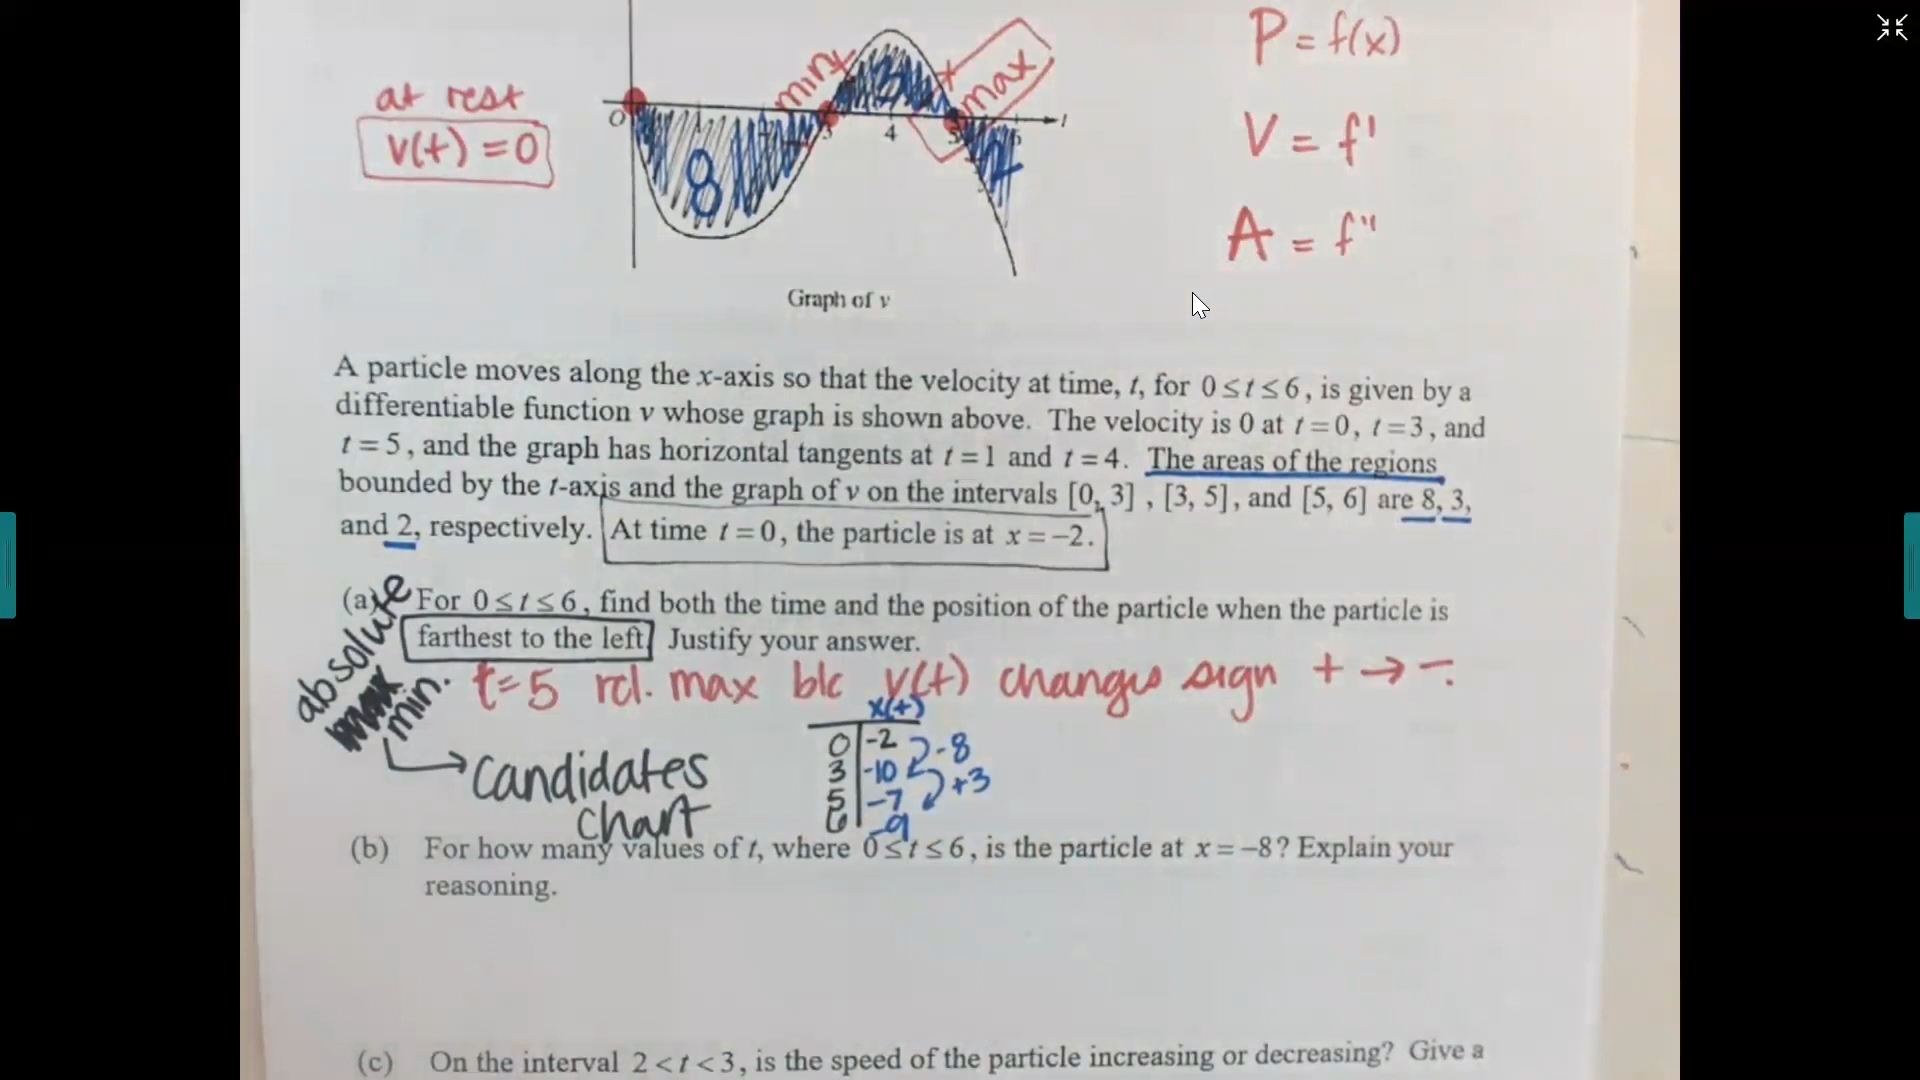 P = f(x)
min
3
max
at rest
v(t) = 0
O
3
4
5
6
t
8
2
V = f'
A = f"
Graph of v
A particle moves along the x-axis so that the velocity at time, t, for 0 ≤ t ≤ 6, is given by a
differentiable function v whose graph is shown above. The velocity is 0 at t = 0, t = 3, and
t = 5, and the graph has horizontal tangents at t = 1 and t = 4. The areas of the regions
bounded by the t-axis and the graph of v on the intervals [0, 3], [3, 5], and [5, 6] are 8, 3,
and 2, respectively. At time t = 0, the particle is at x = −2.
(a) For 0 ≤ t ≤ 6, find both the time and the position of the particle when the particle is
farthest to the left. Justify your answer.
absolute
max
min.
t=5 rel. max b/c v(t) changes sign + → -.
x(t)
0 -2
-8
3 -10
+3
5 -7
6 -9
Candidates
chart
(b) For how many values of t, where 0 ≤ t ≤ 6, is the particle at x = −8? Explain your
reasoning.
(c) On the interval 2 < t < 3, is the speed of the particle increasing or decreasing? Give a